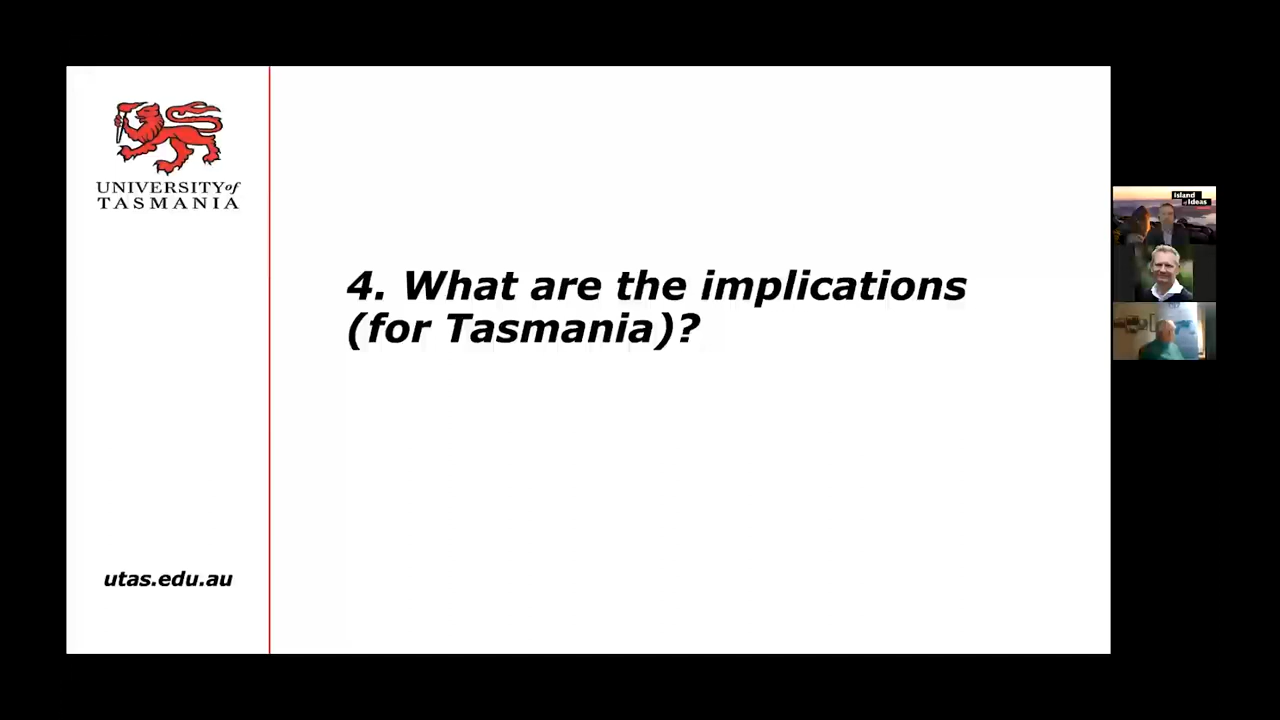 UNIVERSITY of
TASMANIA
4. What are the implications
(for Tasmania)?
utas.edu.au
Island
of Ideas